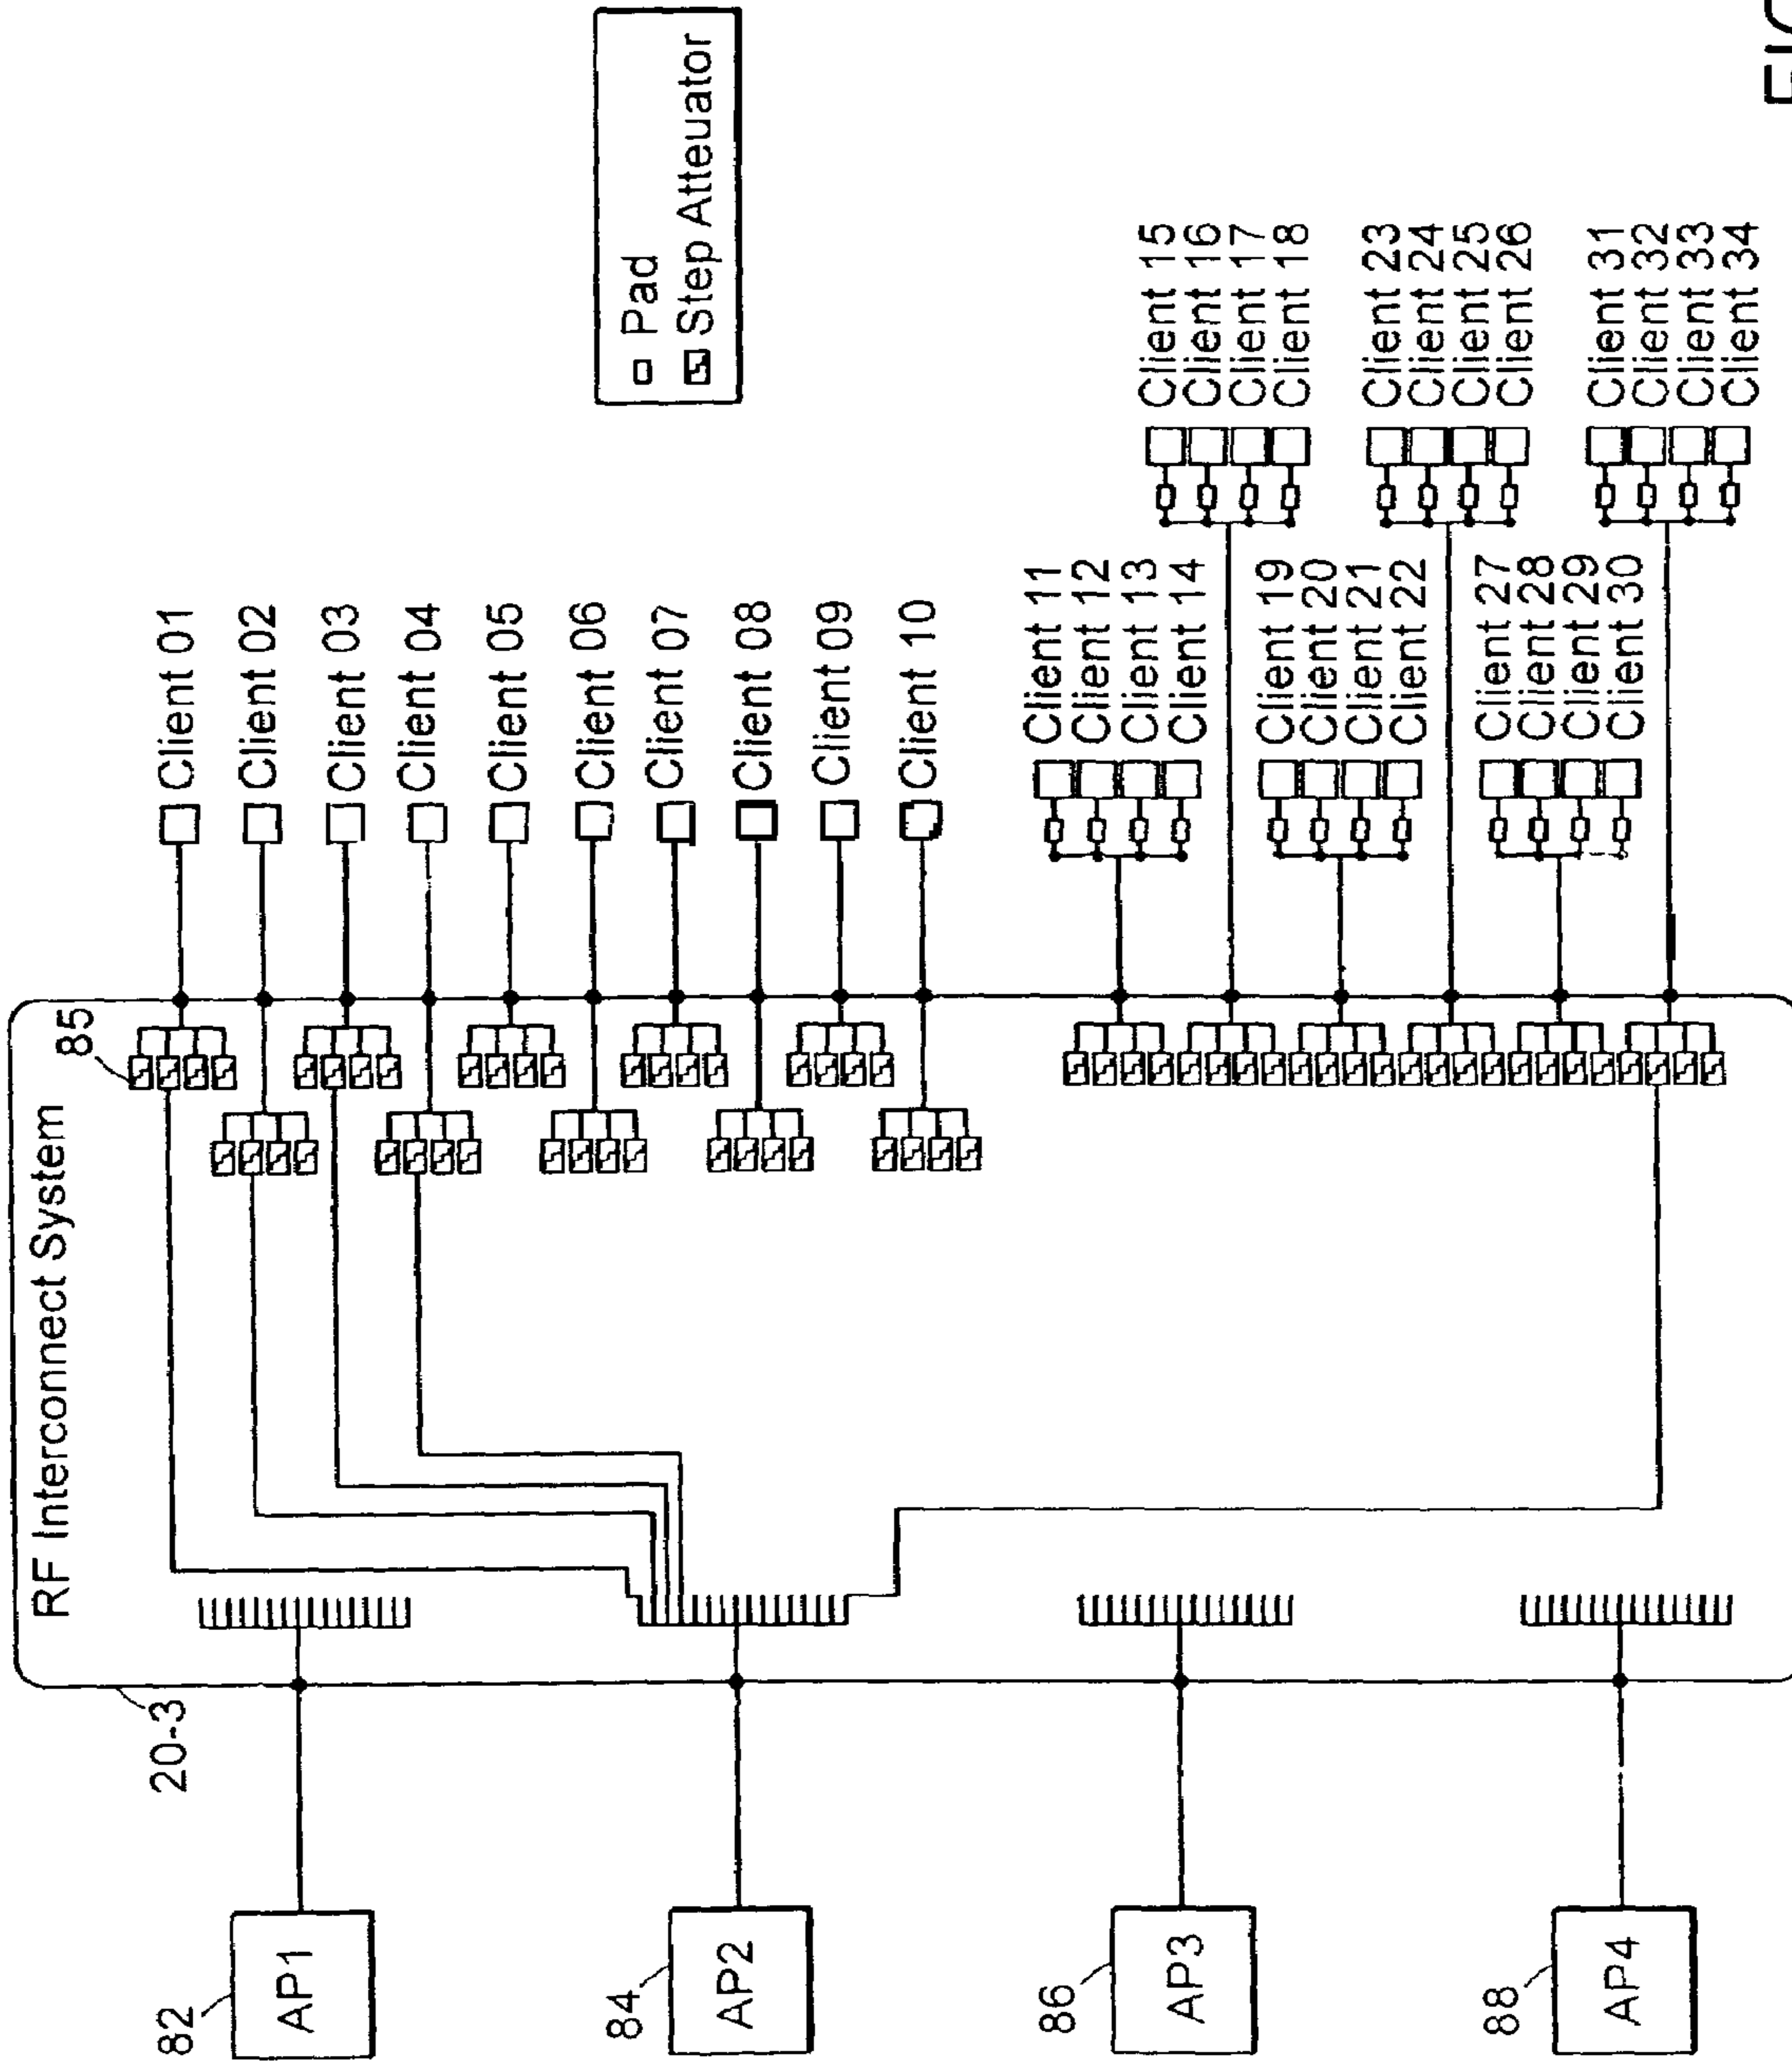 RF Interconnect System
85
20-3
82
AP1
84
AP2
86
AP3
88
AP4
Client 01
Client 02
Client 03
Client 04
Client 05
Client 06
Client 07
Client 08
Client 09
Client 10
Client 11
Client 12
Client 13
Client 14
Client 15
Client 16
Client 17
Client 18
Client 19
Client 20
Client 21
Client 22
Client 23
Client 24
Client 25
Client 26
Client 27
Client 28
Client 29
Client 30
Client 31
Client 32
Client 33
Client 34
Pad
Step Atteuator